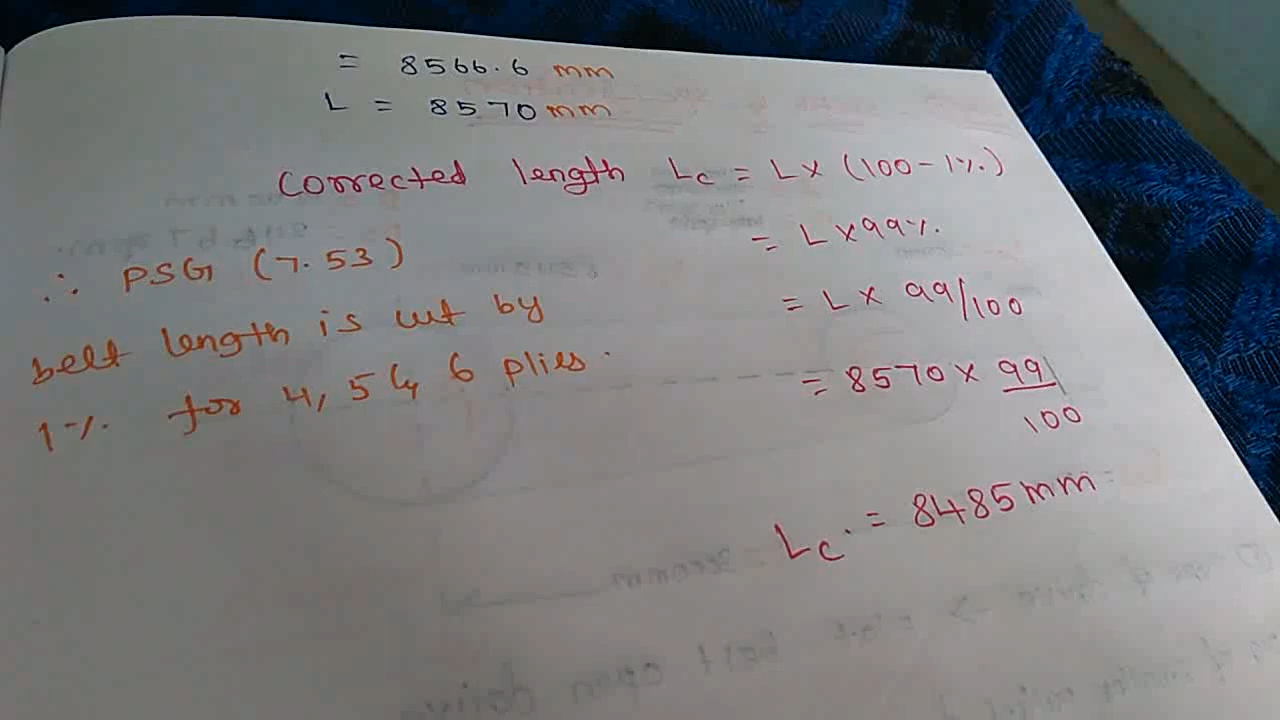 = 8566.6 mm
L = 8570 mm
Corrected length Lc = L x (100 - 1%)
= L x 99%
∴ PSG (7.53)
belt length is cut by
1% for 4, 5 & 6 plies.
= L x 99/100
= 8570 x 99/100
Lc = 8485 mm